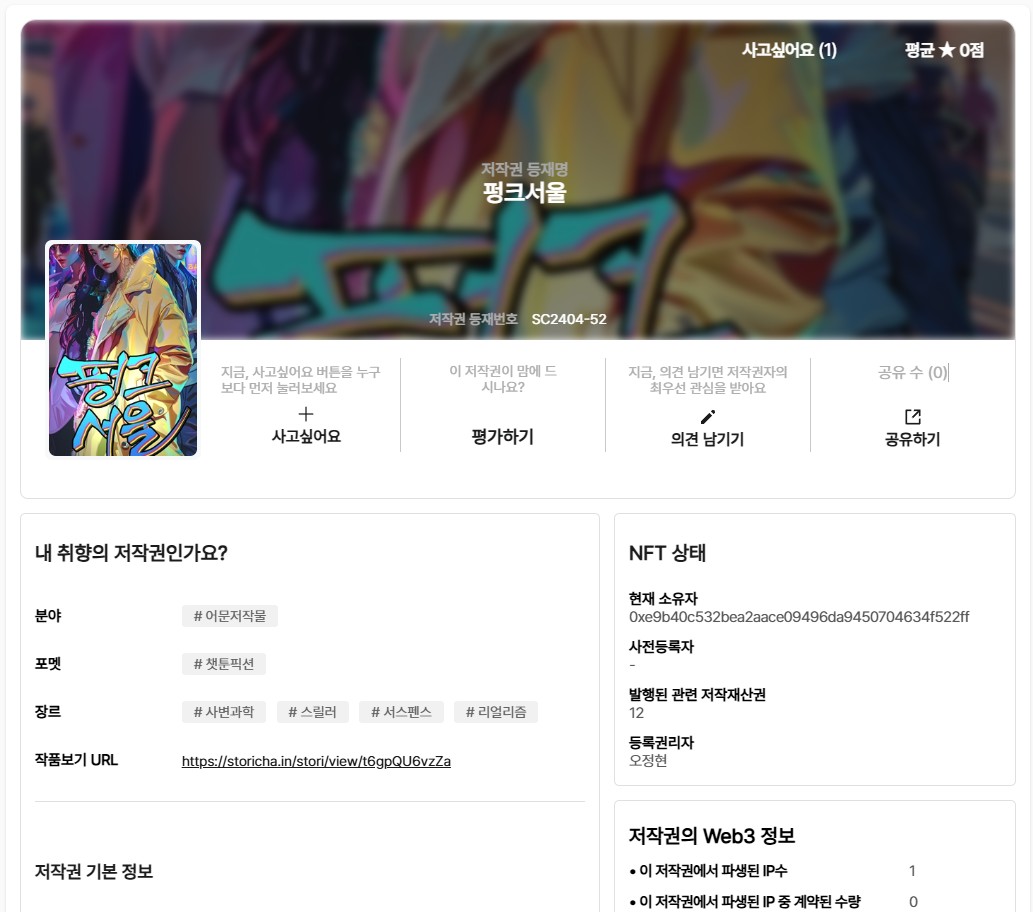 사고싶어요 (1)
평균 ★ 0점
저작권 등재명
펑크서울
펑크
저작권 등재번호 SC2404-52
펑크
서울
지금, 사고싶어요 버튼을 누구
보다 먼저 눌러보세요
사고싶어요
이 저작권이 맘에 드
시나요?
평가하기
지금, 의견 남기면 저작권자의
최우선 관심을 받아요
의견 남기기
공유 수 (0)
공유하기
내 취향의 저작권인가요?
분야 # 어문저작물
포멧 # 챗툰픽션
장르 # 사변과학 # 스릴러 # 서스펜스 # 리얼리즘
작품보기 URL https://storicha.in/stori/view/t6gpQU6vzZa
저작권 기본 정보
NFT 상태
현재 소유자
0xe9b40c532bea2aace09496da9450704634f522ff
사전등록자
-
발행된 관련 저작재산권
12
등록권리자
오정현
저작권의 Web3 정보
• 이 저작권에서 파생된 IP수 1
• 이 저작권에서 파생된 IP 중 계약된 수량 0